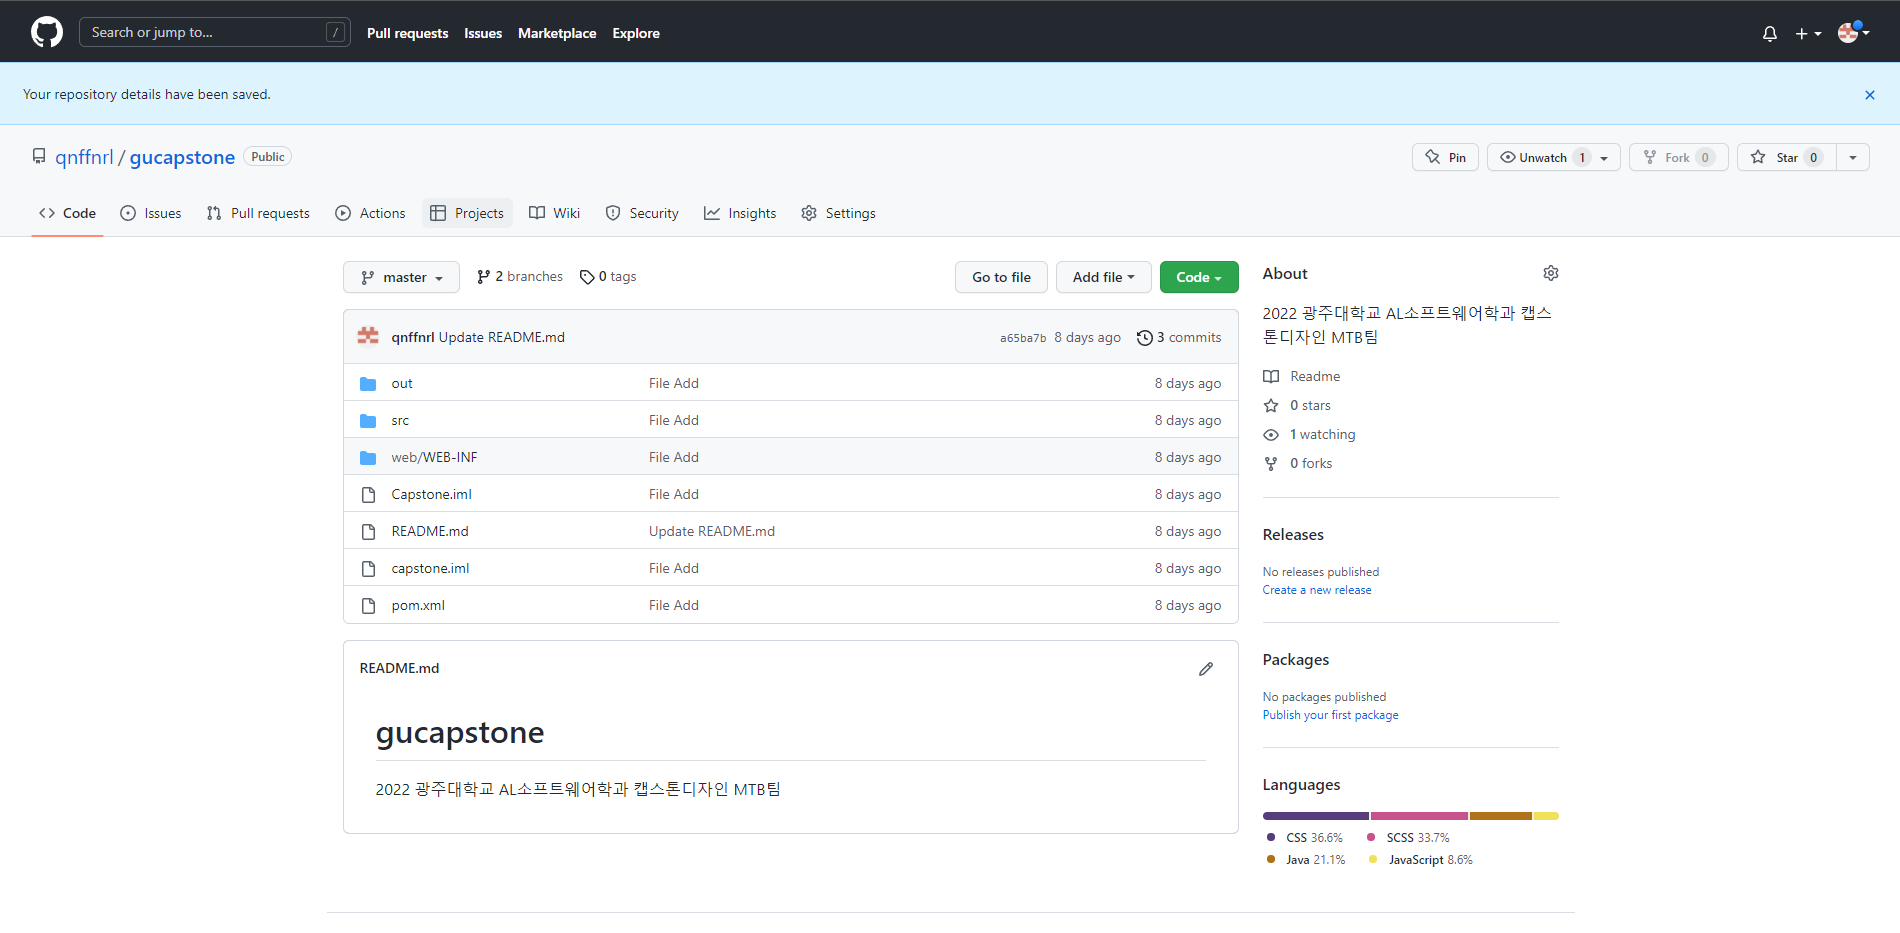 Search or jump to... /
Pull requests Issues Marketplace Explore
Your repository details have been saved.
qnffnrl / gucapstone Public
Pin Unwatch 1 Fork 0 Star 0
Code Issues Pull requests Actions Projects Wiki Security Insights Settings
master 2 branches 0 tags Go to file Add file Code
qnffnrl Update README.md a65ba7b 8 days ago 3 commits
out File Add 8 days ago
src File Add 8 days ago
web/WEB-INF File Add 8 days ago
Capstone.iml File Add 8 days ago
README.md Update README.md 8 days ago
capstone.iml File Add 8 days ago
pom.xml File Add 8 days ago
README.md
gucapstone
2022 광주대학교 AL소프트웨어학과 캡스톤디자인 MTB팀
About
2022 광주대학교 AL소프트웨어학과 캡스
톤디자인 MTB팀
Readme
0 stars
1 watching
0 forks
Releases
No releases published
Create a new release
Packages
No packages published
Publish your first package
Languages
CSS 36.6% SCSS 33.7%
Java 21.1% JavaScript 8.6%